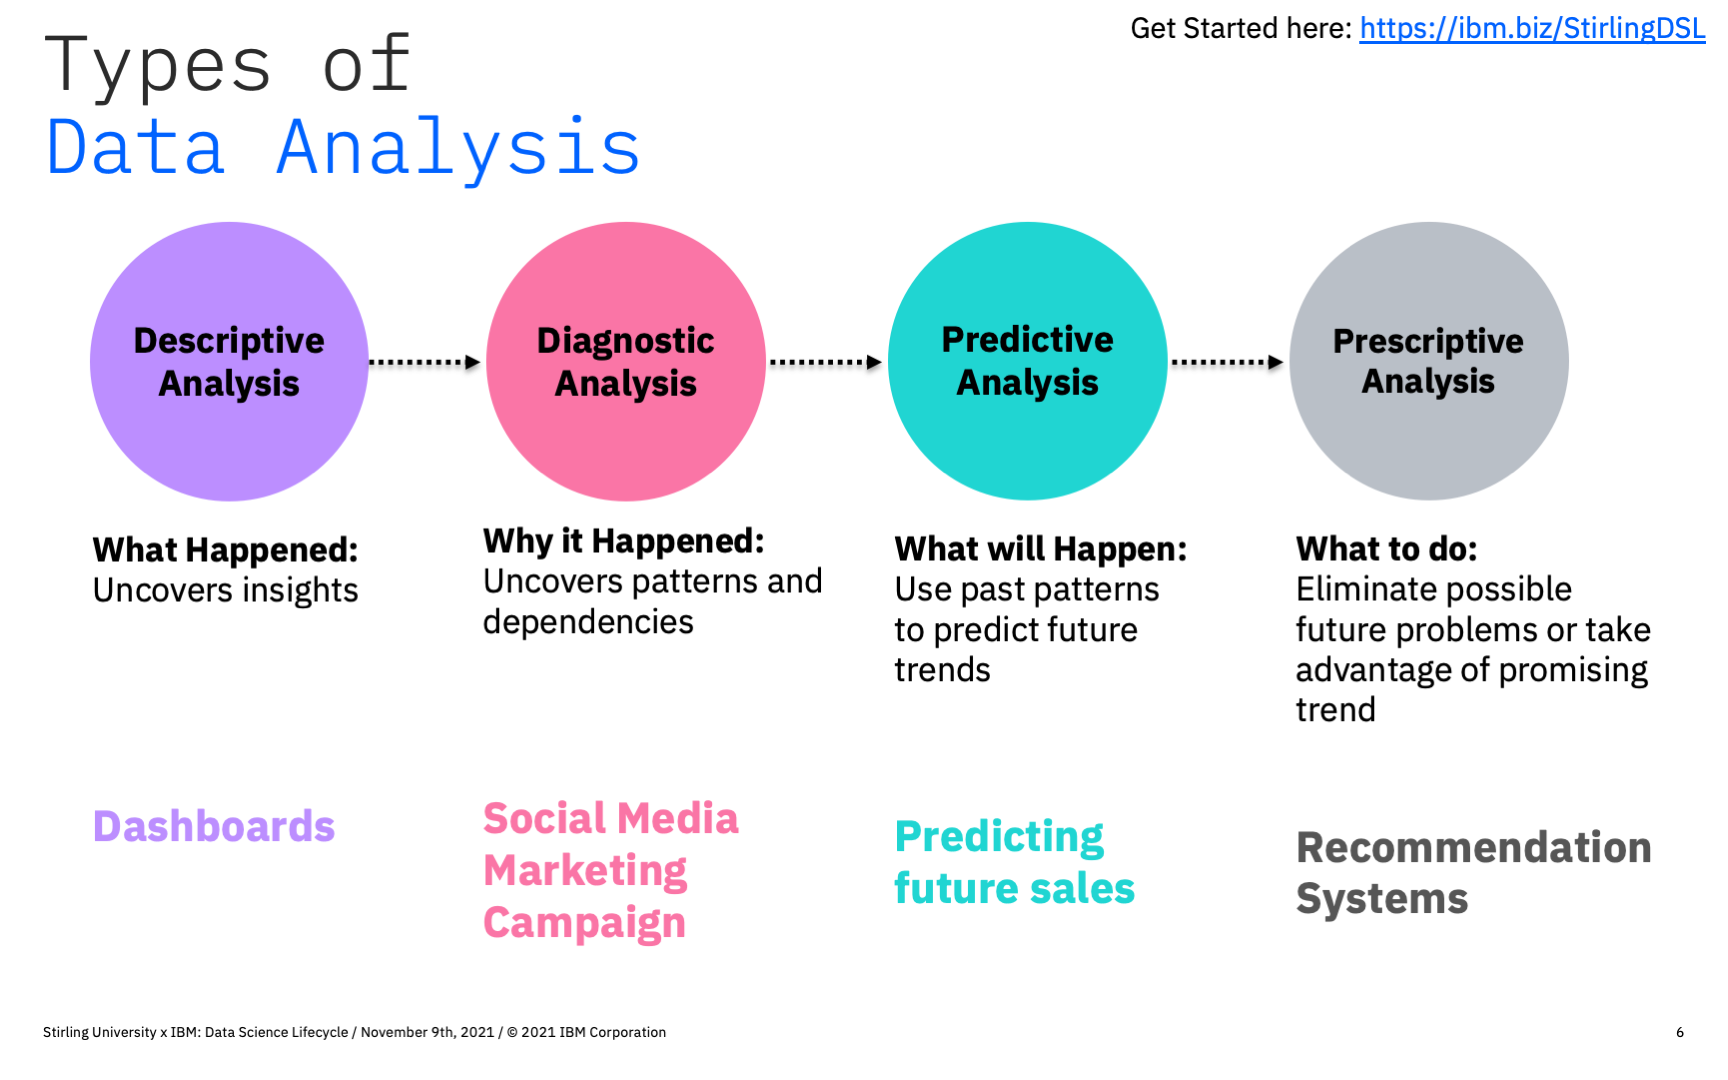 Get Started here: https://ibm.biz/StirlingDSL
Types of
Data Analysis
Descriptive
Analysis
Diagnostic
Analysis
Predictive
Analysis
Prescriptive
Analysis
What Happened:
Uncovers insights
Why it Happened:
Uncovers patterns and
dependencies
What will Happen:
Use past patterns
to predict future
trends
What to do:
Eliminate possible
future problems or take
advantage of promising
trend
Dashboards
Social Media
Marketing
Campaign
Predicting
future sales
Recommendation
Systems
Stirling University x IBM: Data Science Lifecycle / November 9th, 2021 / © 2021 IBM Corporation
6